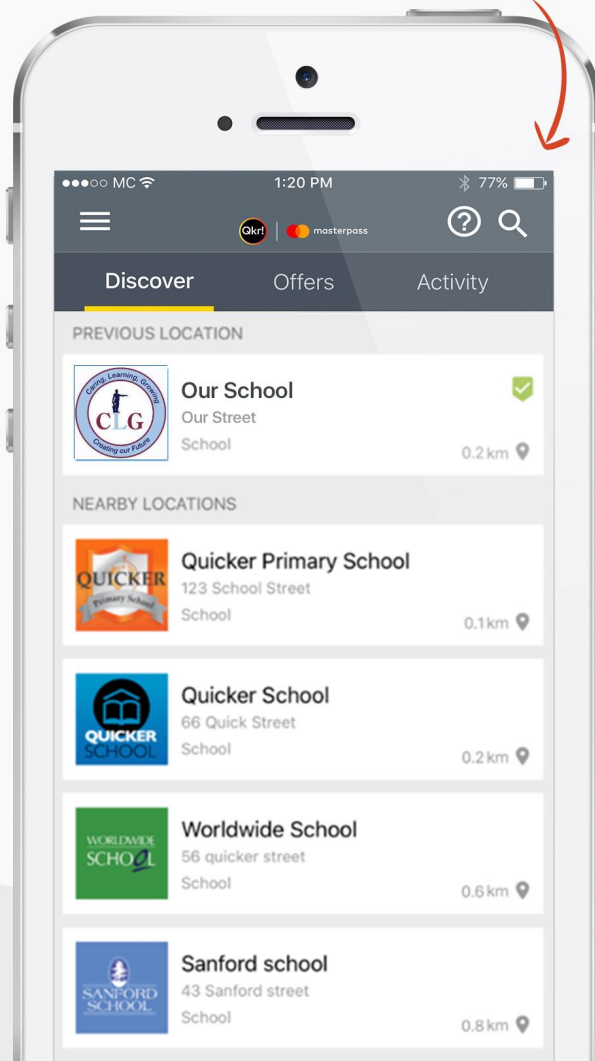 MC
1:20 PM
77%
Qkr!
masterpass
Discover
Offers
Activity
PREVIOUS LOCATION
Caring, Learning, Growing
CLG
Creating our Future
Our School
Our Street
School
0.2 km
NEARBY LOCATIONS
QUICKER
Primary School
Quicker Primary School
123 School Street
School
0.1 km
QUICKER
SCHOOL
Quicker School
66 Quick Street
School
0.2 km
WORLDWIDE
SCHOOL
Worldwide School
56 quicker street
School
0.6 km
SANFORD
SCHOOL
Sanford school
43 Sanford street
School
0.8 km